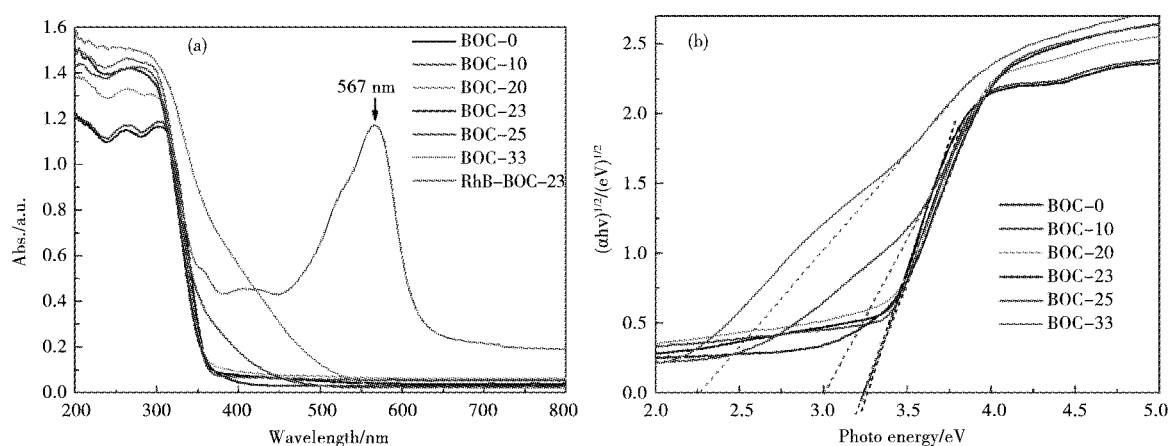 (a)
BOC-0
BOC-10
BOC-20
BOC-23
BOC-25
BOC-33
RhB-BOC-23
567 nm
1.6
1.4
1.2
1.0
0.8
0.6
0.4
0.2
0.0
Abs./a.u.
200 300 400 500 600 700 800
Wavelength/nm
(b)
2.5
2.0
1.5
1.0
0.5
0.0
(αhv)^1/2/(eV)^1/2
BOC-0
BOC-10
BOC-20
BOC-23
BOC-25
BOC-33
2.0 2.5 3.0 3.5 4.0 4.5 5.0
Photo energy/eV